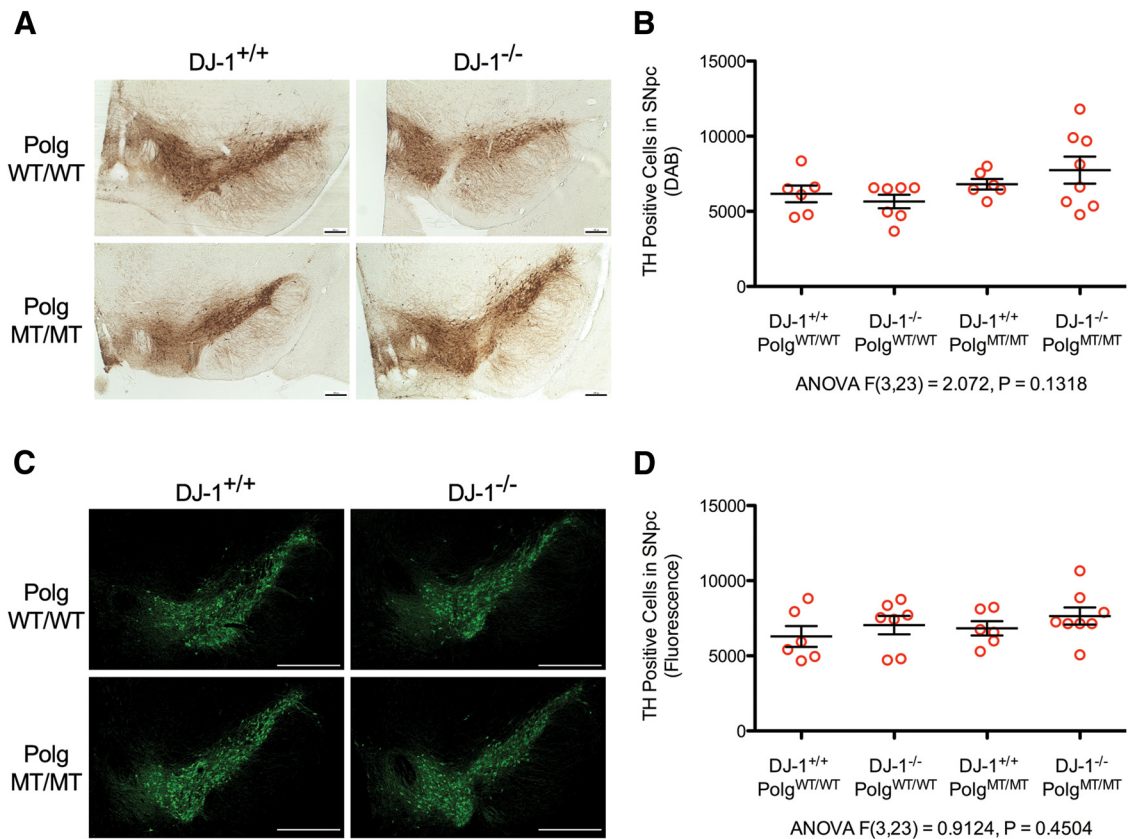 A
DJ-1+/+
DJ-1-/-
Polg
WT/WT
Polg
MT/MT
B
TH Positive Cells in SNpc
(DAB)
15000
10000
5000
0
DJ-1+/+
PolgWT/WT
DJ-1-/-
PolgWT/WT
DJ-1+/+
PolgMT/MT
DJ-1-/-
PolgMT/MT
ANOVA F(3,23) = 2.072, P = 0.1318
C
DJ-1+/+
DJ-1-/-
Polg
WT/WT
Polg
MT/MT
D
TH Positive Cells in SNpc
(Fluorescence)
15000
10000
5000
0
DJ-1+/+
PolgWT/WT
DJ-1-/-
PolgWT/WT
DJ-1+/+
PolgMT/MT
DJ-1-/-
PolgMT/MT
ANOVA F(3,23) = 0.9124, P = 0.4504